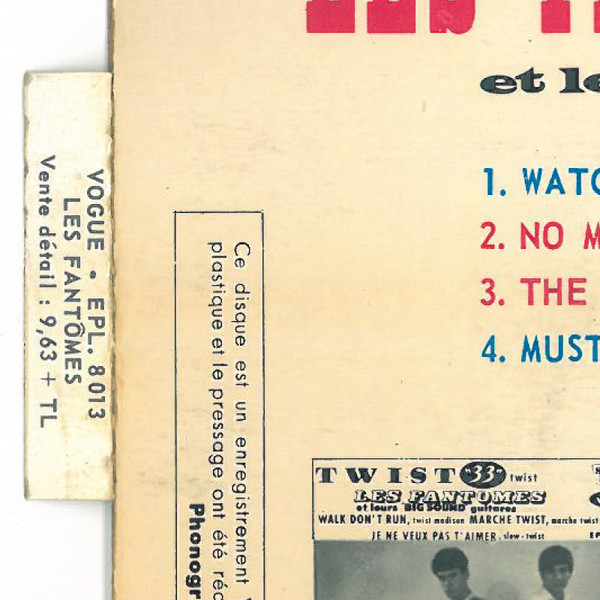 et le
VOGUE • EPL. 8013
LES FANTÔMES
Vente détail : 9,63 + TL
Ce disque est un enregistrement
plastique et le pressage ont été
Phonogr
1. WATC
2. NO M
3. THE
4. MUST
TWIST "33" twist
LES FANTOMES
et leurs "BIG SOUND" guitares
WALK DON'T RUN, twist madison MARCHE TWIST, marche twist
JE NE VEUX PAS T'AIMER, slow-twist